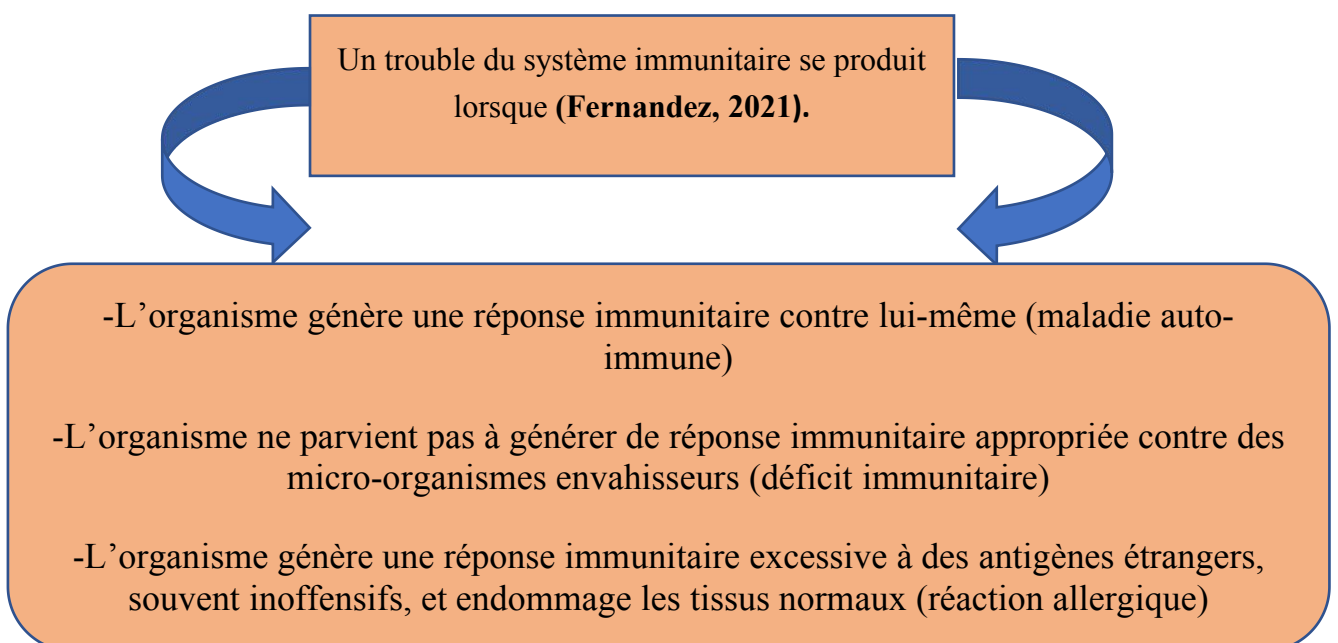 Un trouble du système immunitaire se produit
lorsque (Fernandez, 2021).
-L’organisme génère une réponse immunitaire contre lui-même (maladie auto-
immune)
-L’organisme ne parvient pas à générer de réponse immunitaire appropriée contre des
micro-organismes envahisseurs (déficit immunitaire)
-L’organisme génère une réponse immunitaire excessive à des antigènes étrangers,
souvent inoffensifs, et endommage les tissus normaux (réaction allergique)